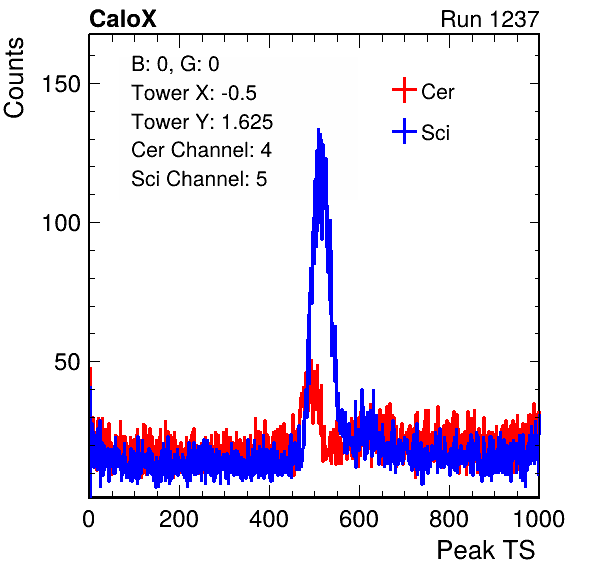 CaloX Run 1237
Counts
B: 0, G: 0
Tower X: -0.5
Tower Y: 1.625
Cer Channel: 4
Sci Channel: 5
Cer
Sci
150
100
50
0 200 400 600 800 1000
Peak TS